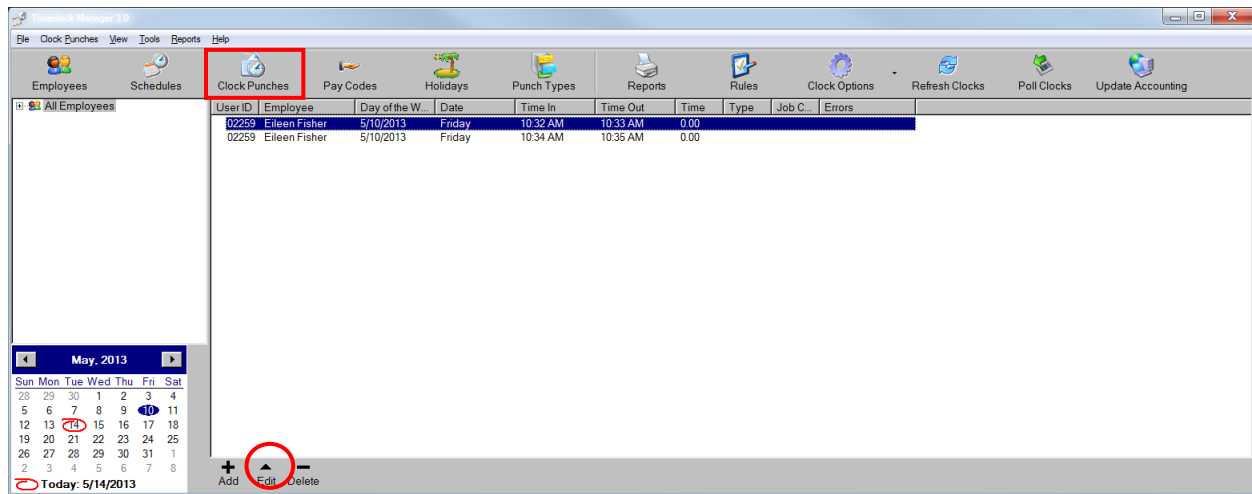 Timeclock Manager 3.0
File Clock Punches View Tools Reports Help
Employees Schedules Clock Punches Pay Codes Holidays Punch Types Reports Rules Clock Options Refresh Clocks Poll Clocks Update Accounting
All Employees
User ID Employee Day of the W... Date Time In Time Out Time Type Job C... Errors
02259 Eileen Fisher 5/10/2013 Friday 10:32 AM 10:33 AM 0.00
02259 Eileen Fisher 5/10/2013 Friday 10:34 AM 10:35 AM 0.00
May, 2013
Sun Mon Tue Wed Thu Fri Sat
28 29 30 1 2 3 4
5 6 7 8 9 10 11
12 13 14 15 16 17 18
19 20 21 22 23 24 25
26 27 28 29 30 31 1
2 3 4 5 6 7 8
Today: 5/14/2013
Add Edit Delete